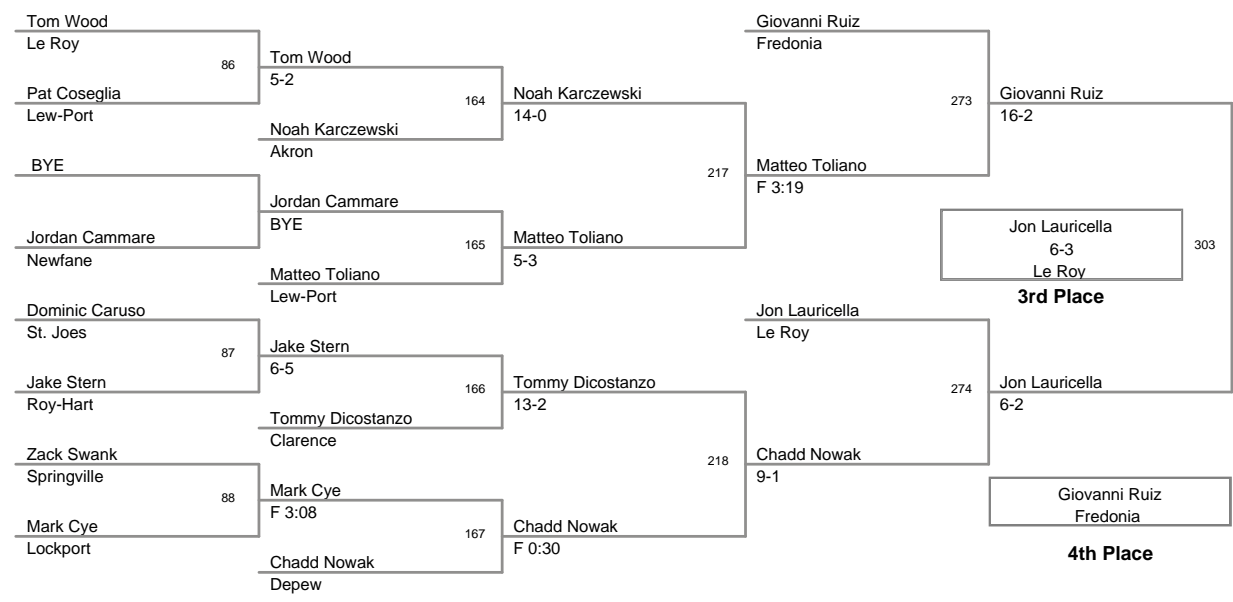 Tom Wood
Le Roy
86
Pat Coseglia
Lew-Port
BYE
Jordan Cammare
Newfane
Dominic Caruso
St. Joes
87
Jake Stern
Roy-Hart
Zack Swank
Springville
88
Mark Cye
Lockport
Tom Wood
5-2
164
Noah Karczewski
Akron
Jordan Cammare
BYE
165
Matteo Toliano
Lew-Port
Jake Stern
6-5
166
Tommy Dicostanzo
Clarence
Mark Cye
F 3:08
167
Chadd Nowak
Depew
Noah Karczewski
14-0
217
Matteo Toliano
5-3
Tommy Dicostanzo
13-2
218
Chadd Nowak
F 0:30
Giovanni Ruiz
Fredonia
273
Matteo Toliano
F 3:19
Jon Lauricella
Le Roy
274
Chadd Nowak
9-1
Giovanni Ruiz
16-2
Jon Lauricella
6-3
Le Roy
303
3rd Place
Jon Lauricella
6-2
Giovanni Ruiz
Fredonia
4th Place